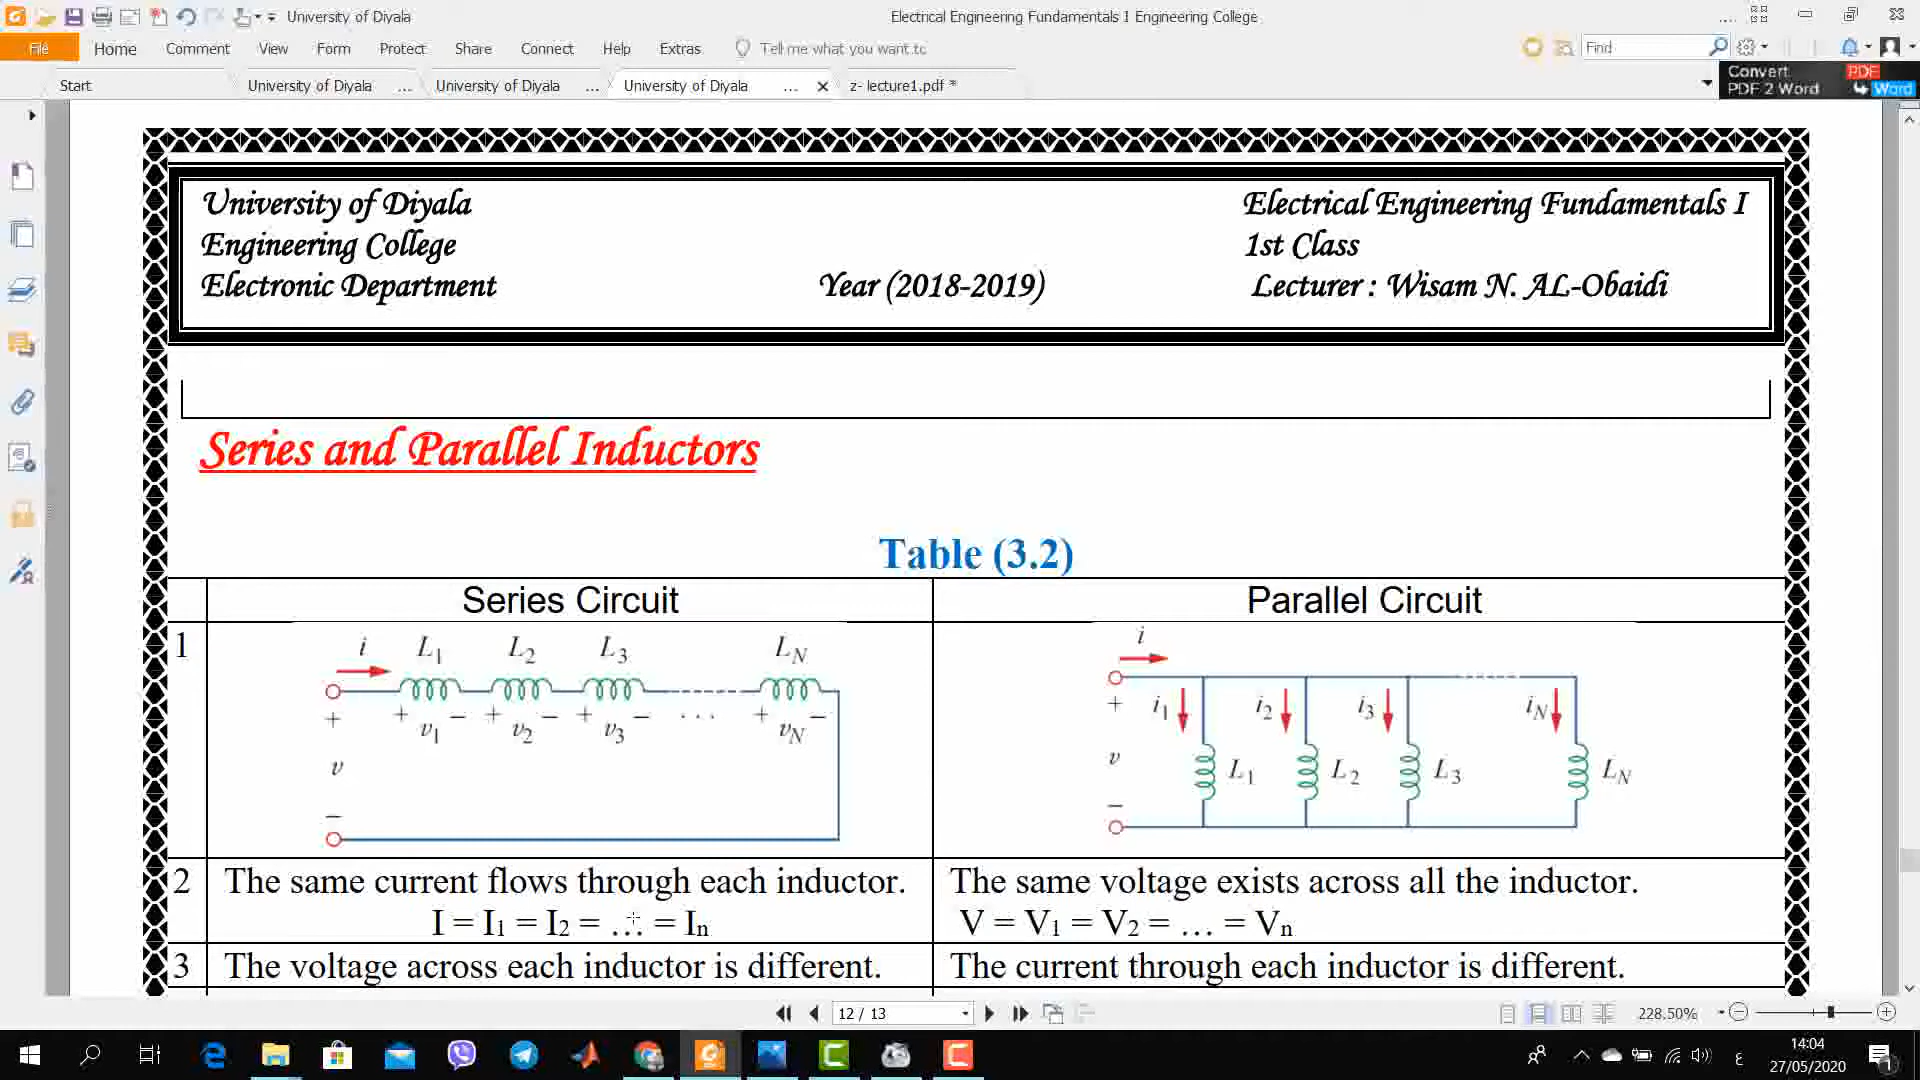 University of Diyala
Electrical Engineering Fundamentals I Engineering College
File Home Comment View Form Protect Share Connect Help Extras Tell me what you want tc
Find
Start
University of Diyala ...
University of Diyala ...
University of Diyala ...
z- lecture1.pdf *
Convert PDF
PDF 2 Word Word
University of Diyala
Electrical Engineering Fundamentals I
Engineering College
1st Class
Electronic Department
Year (2018-2019)
Lecturer : Wisam N. AL-Obaidi
Series and Parallel Inductors
Table (3.2)
Series Circuit
Parallel Circuit
1
i L1 L2 L3 LN
+ + − + − + − ... + −
v1 v2 v3 vN
v
−
i
+ i1 i2 i3 iN
v L1 L2 L3 LN
−
2
The same current flows through each inductor.
I = I1 = I2 = … = In
The same voltage exists across all the inductor.
V = V1 = V2 = … = Vn
3
The voltage across each inductor is different.
The current through each inductor is different.
12 / 13
228.50%
ع
14:04
27/05/2020
1